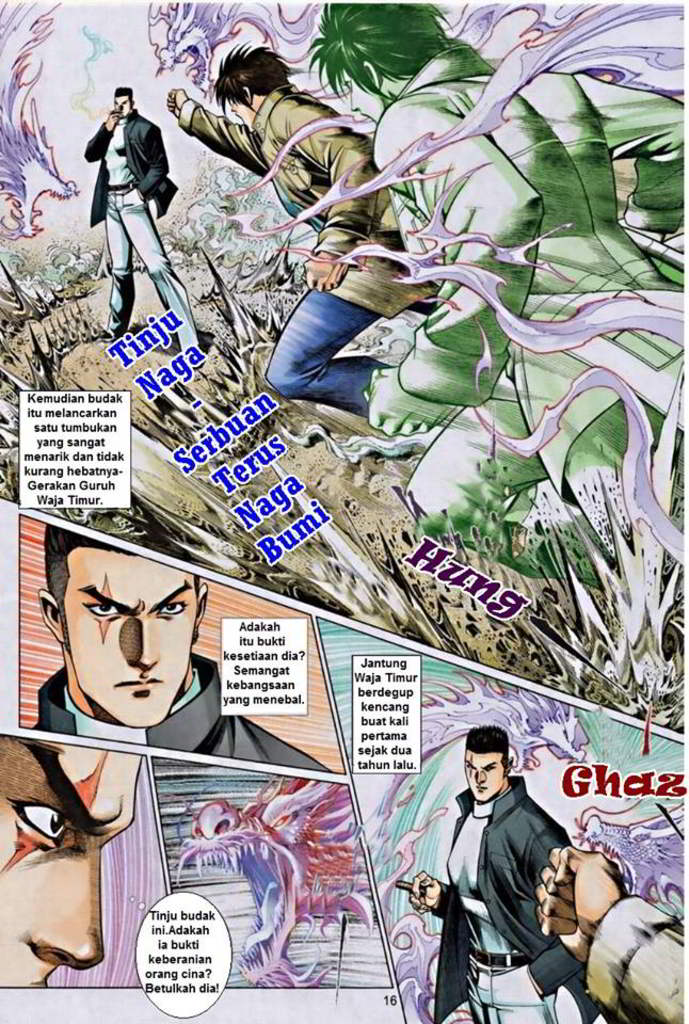 Tinju
Naga
-
Serbuan
Terus
Naga
Bumi
Kemudian budak
itu melancarkan
satu tumbukan
yang sangat
menarik dan tidak
kurang hebatnya-
Gerakan Guruh
Waja Timur.
Hung
Adakah
itu bukti
kesetiaan dia?
Semangat
kebangsaan
yang menebal.
Jantung
Waja Timur
berdegup
kencang
buat kali
pertama
sejak dua
tahun lalu.
Ghaz
Tinju budak
ini.Adakah
ia bukti
keberanian
orang cina?
Betulkah dia!
16